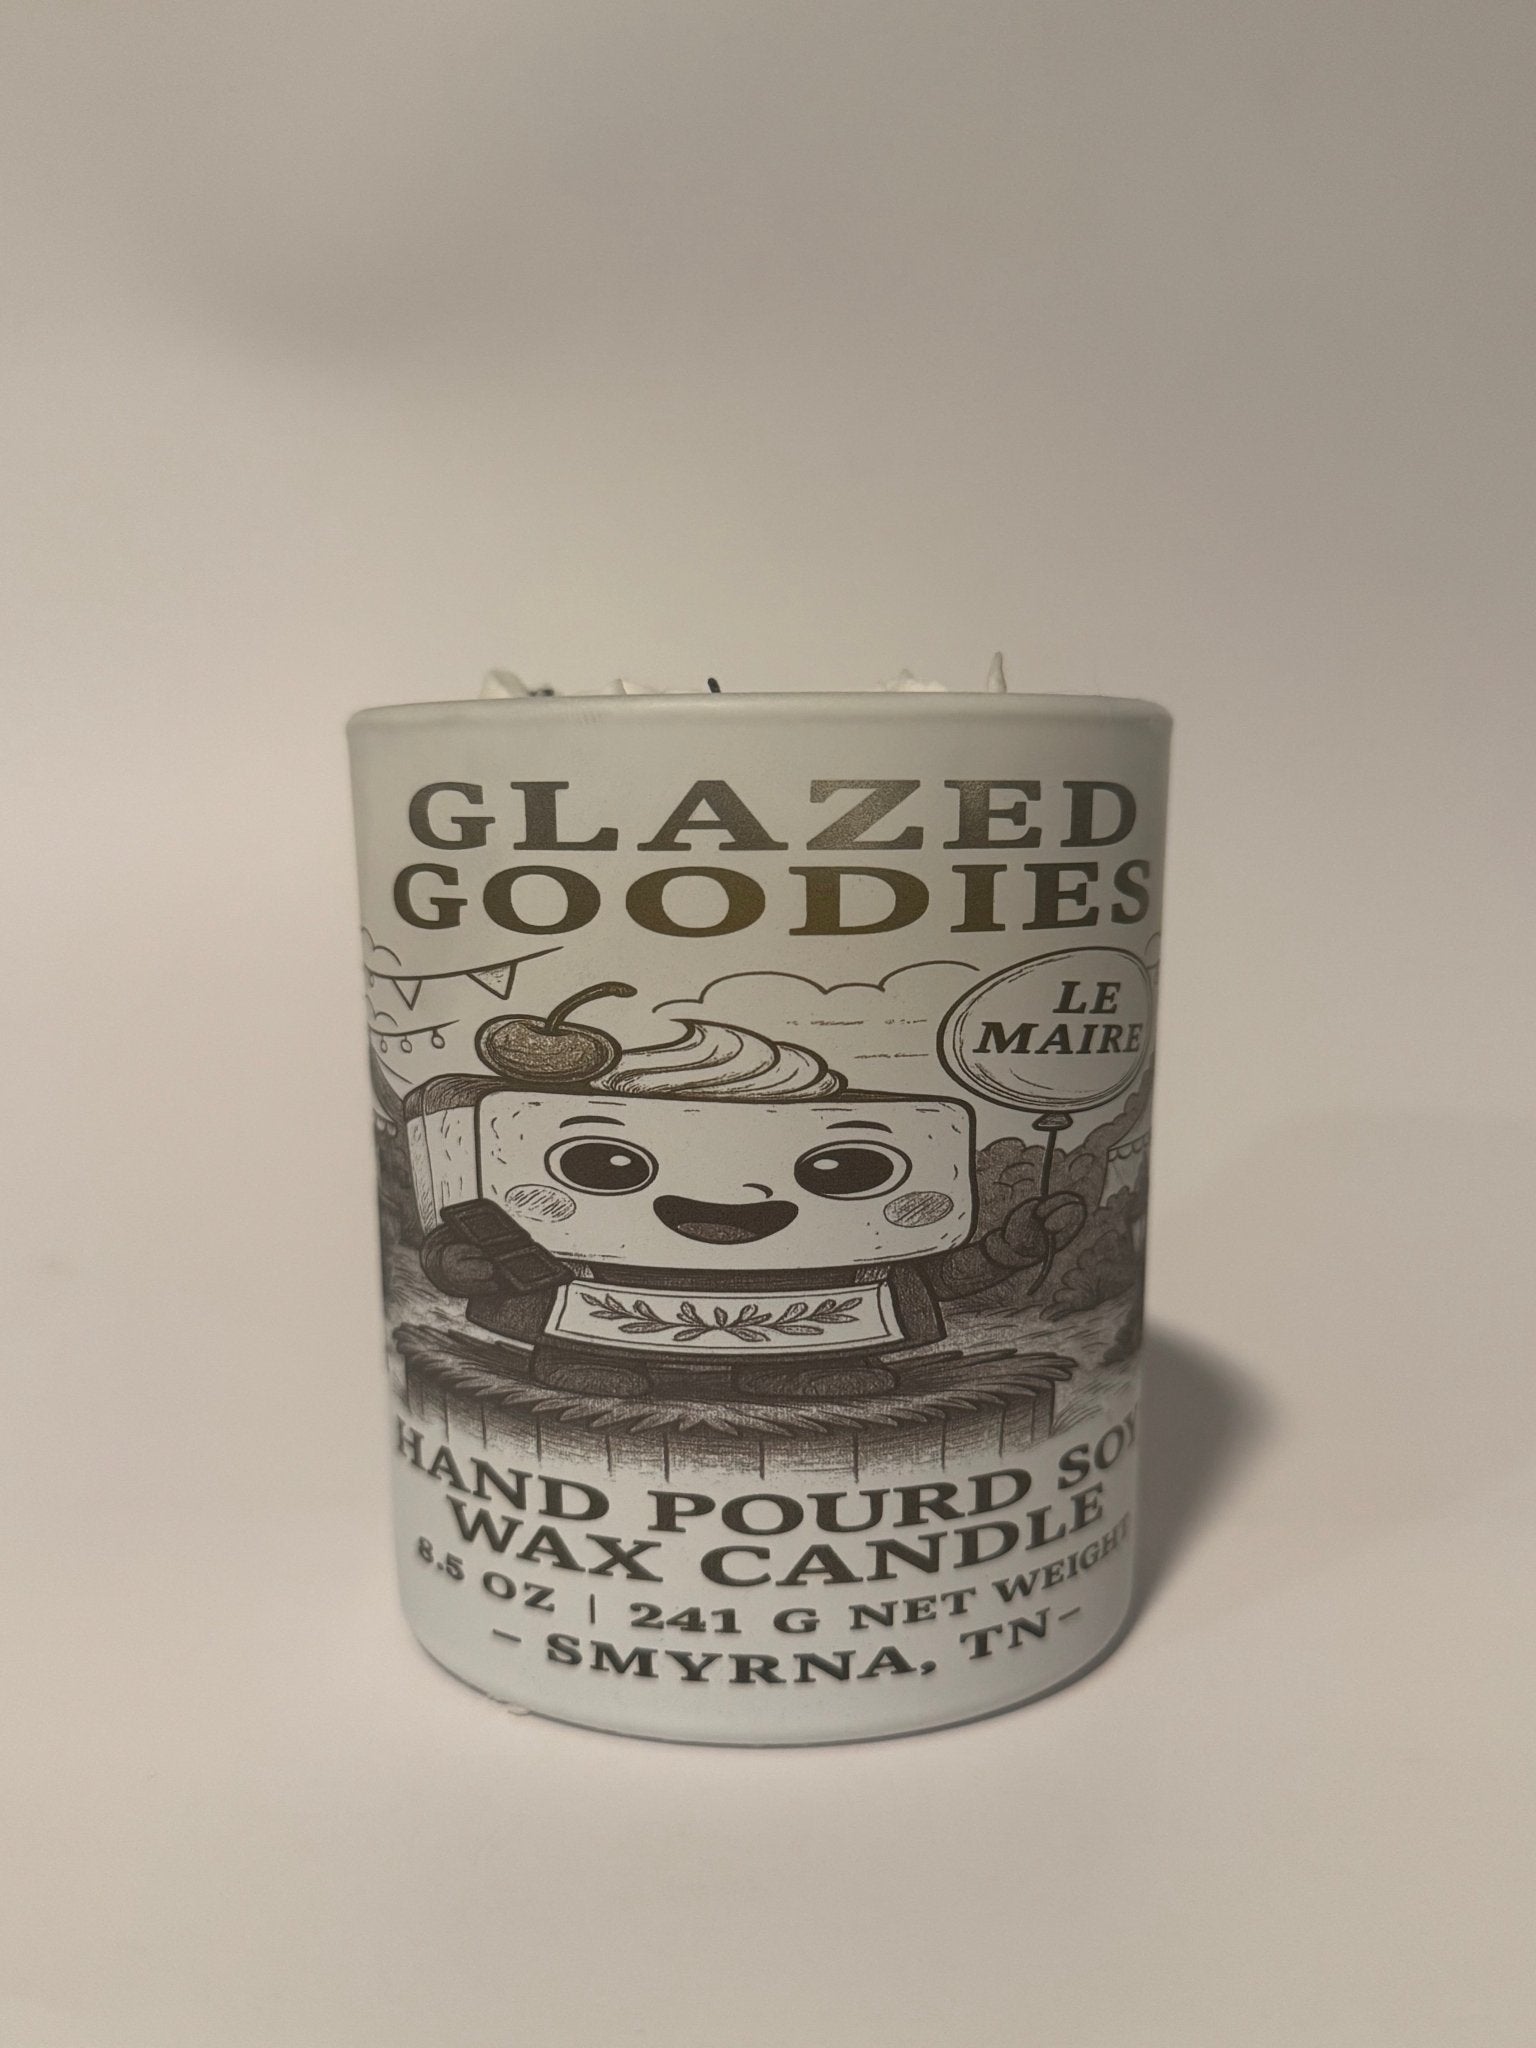 GLAZED
GOODIES
LE
MAIRE
HAND POURD SOY
WAX CANDLE
8.5 OZ | 241 G NET WEIGHT
- SMYRNA, TN -